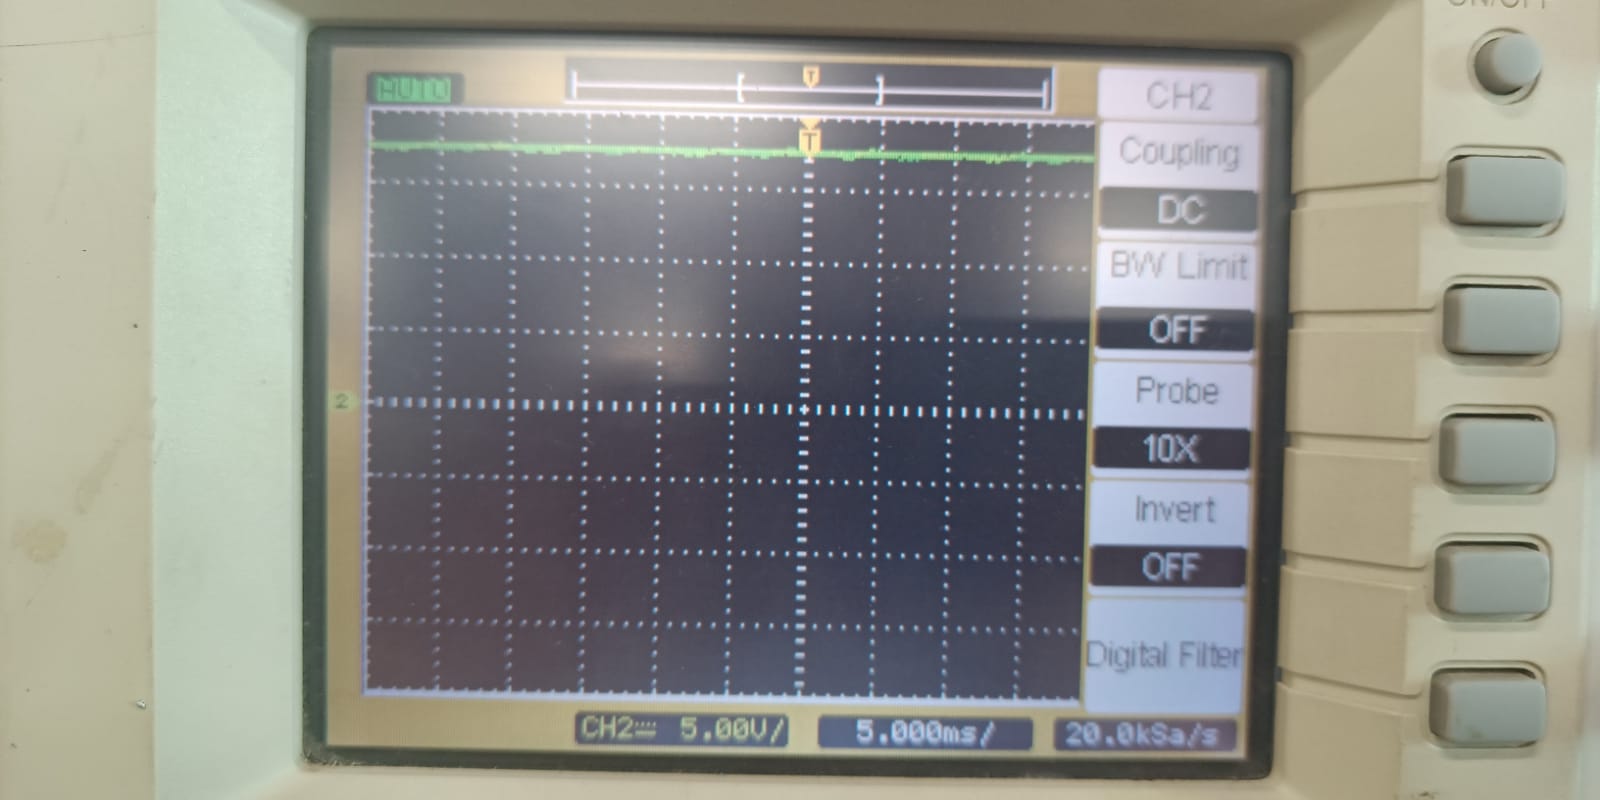 ON/OFF
AUTO
T
T
CH2
Coupling
DC
BW Limit
OFF
2
Probe
10X
Invert
OFF
Digital Filter
CH2 5.00V/
5.000ms/
20.0kSa/s